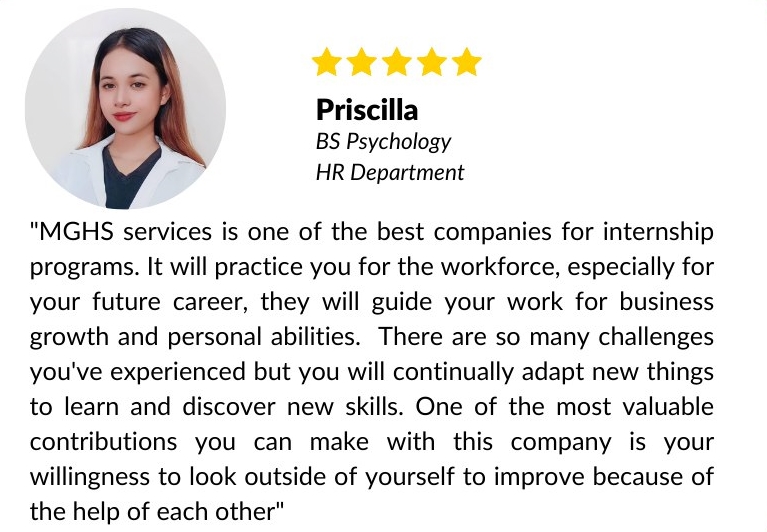 Priscilla
BS Psychology
HR Department
"MGHS services is one of the best companies for internship
programs. It will practice you for the workforce, especially for
your future career, they will guide your work for business
growth and personal abilities.  There are so many challenges
you've experienced but you will continually adapt new things
to learn and discover new skills. One of the most valuable
contributions you can make with this company is your
willingness to look outside of yourself to improve because of
the help of each other"